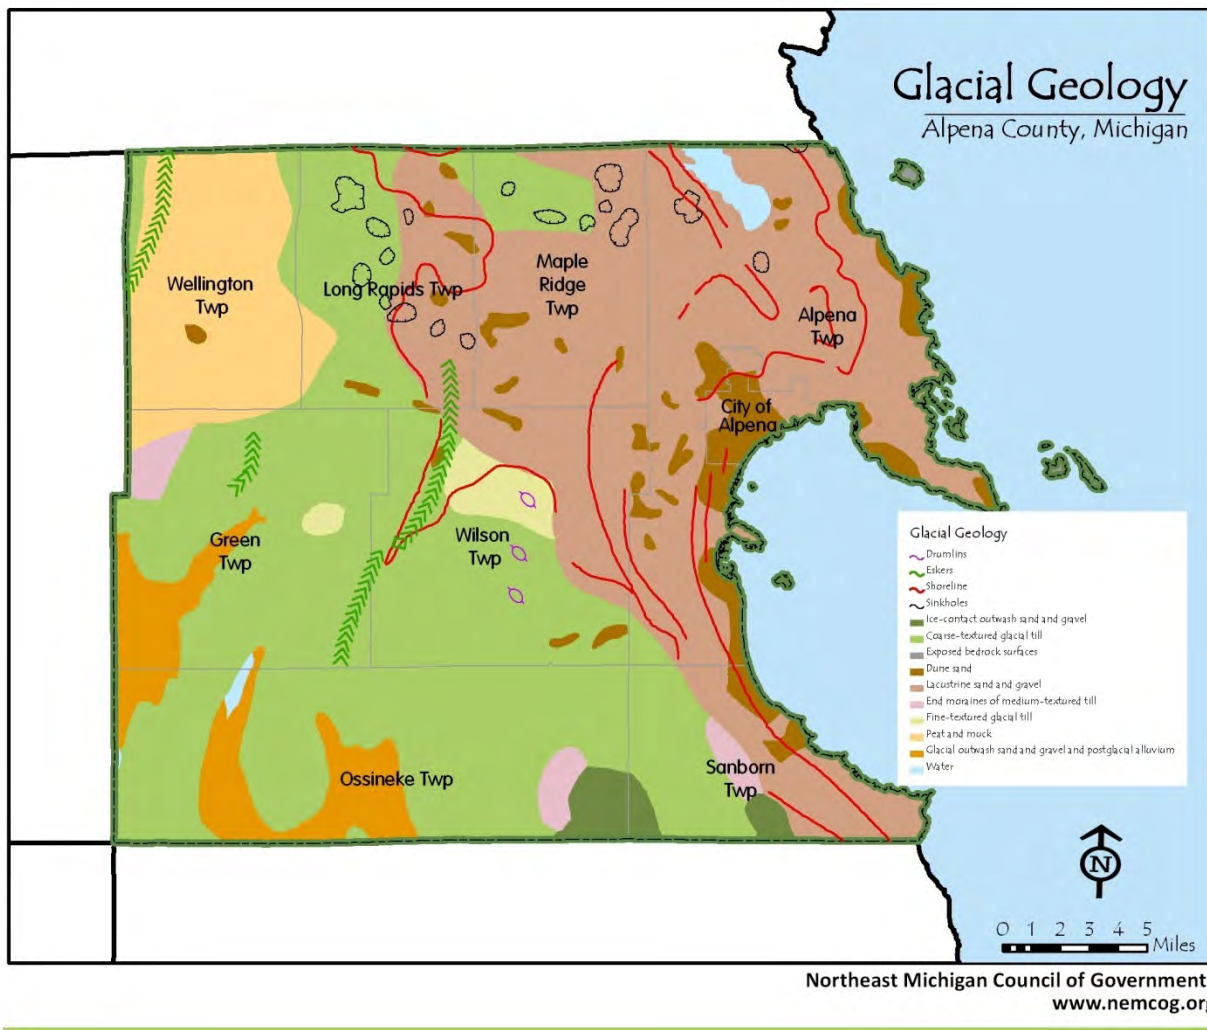 Glacial Geology
Alpena County, Michigan
Wellington
Twp
Long Rapids Twp
Maple
Ridge
Twp
Alpena
Twp
City of
Alpena
Green
Twp
Wilson
Twp
Ossineke Twp
Sanborn
Twp
Glacial Geology
Drumlins
Eskers
Shoreline
Sinkholes
Ice-contact outwash sand and gravel
Coarse-textured glacial till
Exposed bedrock surfaces
Dune sand
Lacustrine sand and gravel
End moraines of medium-textured till
Fine-textured glacial till
Peat and muck
Glacial outwash sand and gravel and postglacial alluvium
Water
N
0 1 2 3 4 5
Miles
Northeast Michigan Council of Government
www.nemcog.org